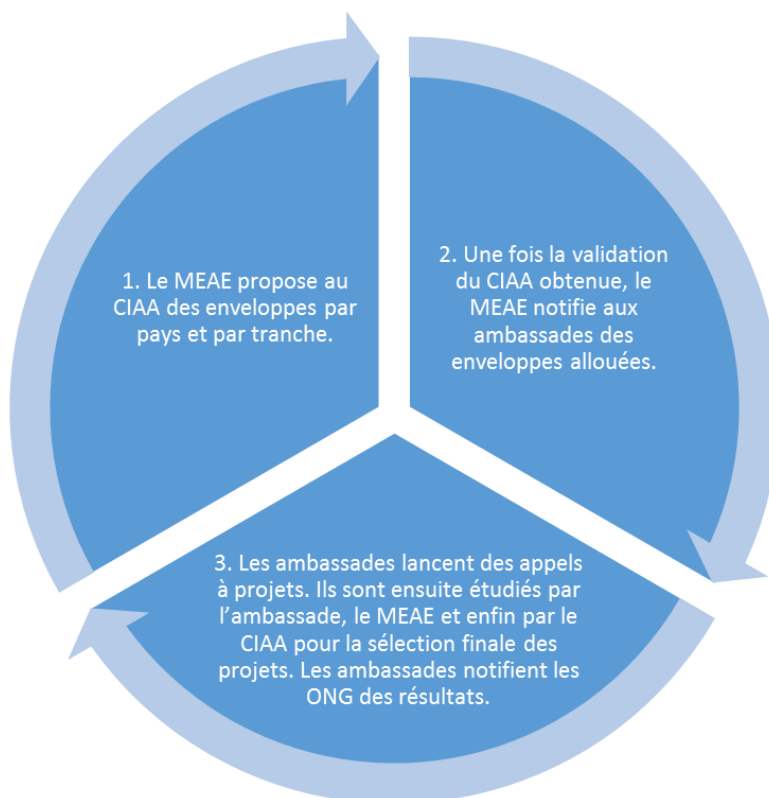 1. Le MEAE propose au
CIAA des enveloppes par
pays et par tranche.
2. Une fois la validation
du CIAA obtenue, le
MEAE notifie aux
ambassades des
enveloppes allouées.
3. Les ambassades lancent des appels
à projets. Ils sont ensuite étudiés par
l’ambassade, le MEAE et enfin par le
CIAA pour la sélection finale des
projets. Les ambassades notifient les
ONG des résultats.